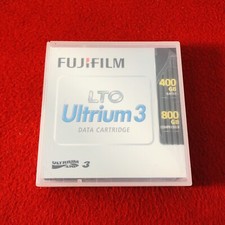 FUJIFILM
LTO
Ultrium 3
DATA CARTRIDGE
400
GB
800
GB
3